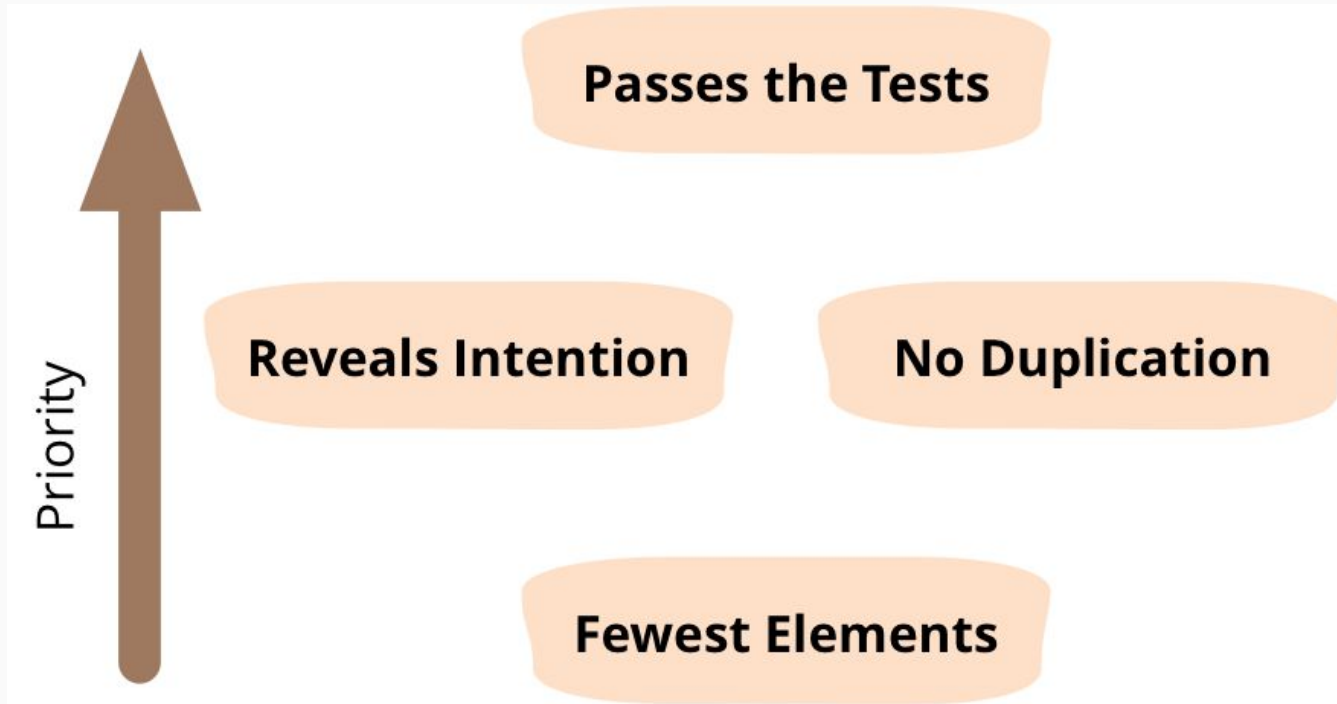 Passes the Tests
Priority
Reveals Intention
No Duplication
Fewest Elements